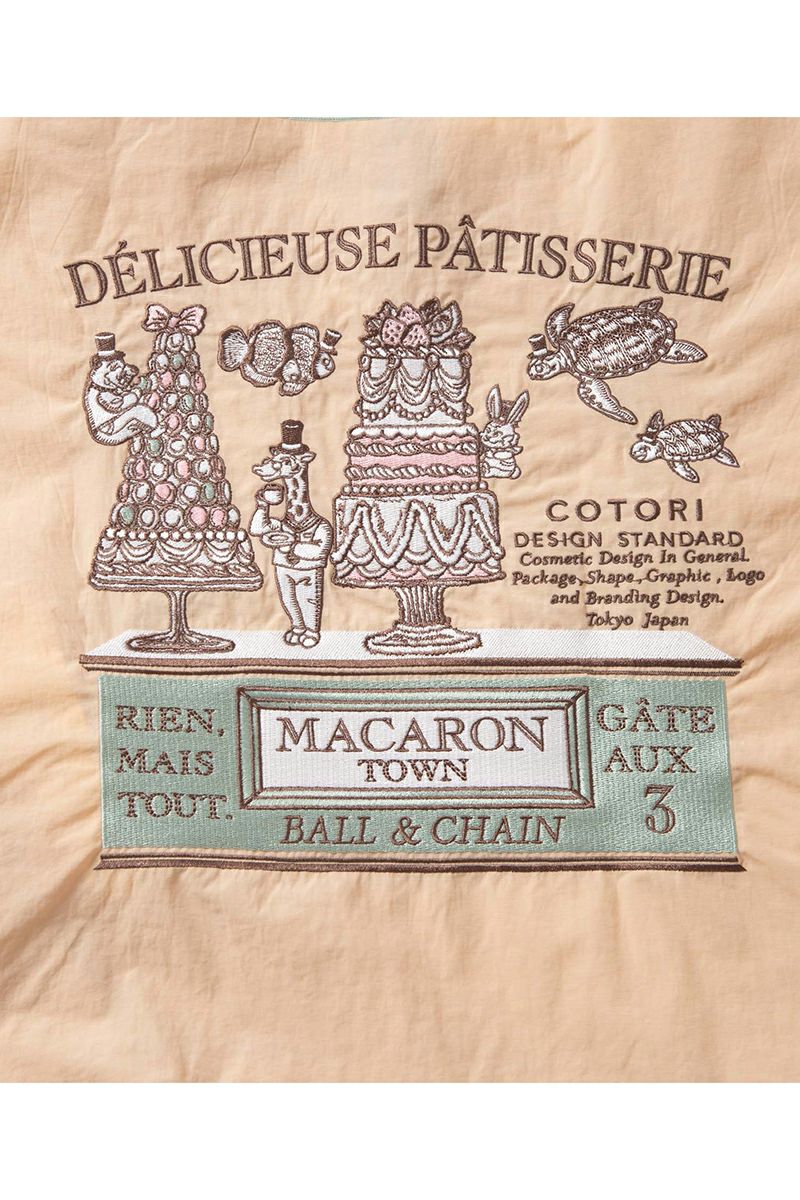 DÉLICIEUSE PÂTISSERIE
COTORI
DESIGN STANDARD
Cosmetic Design In General.
Package, Shape, Graphic, Logo
and Branding Design.
Tokyo Japan
RIEN,
MAIS
TOUT.
MACARON
TOWN
BALL & CHAIN
GÂTE
AUX
3